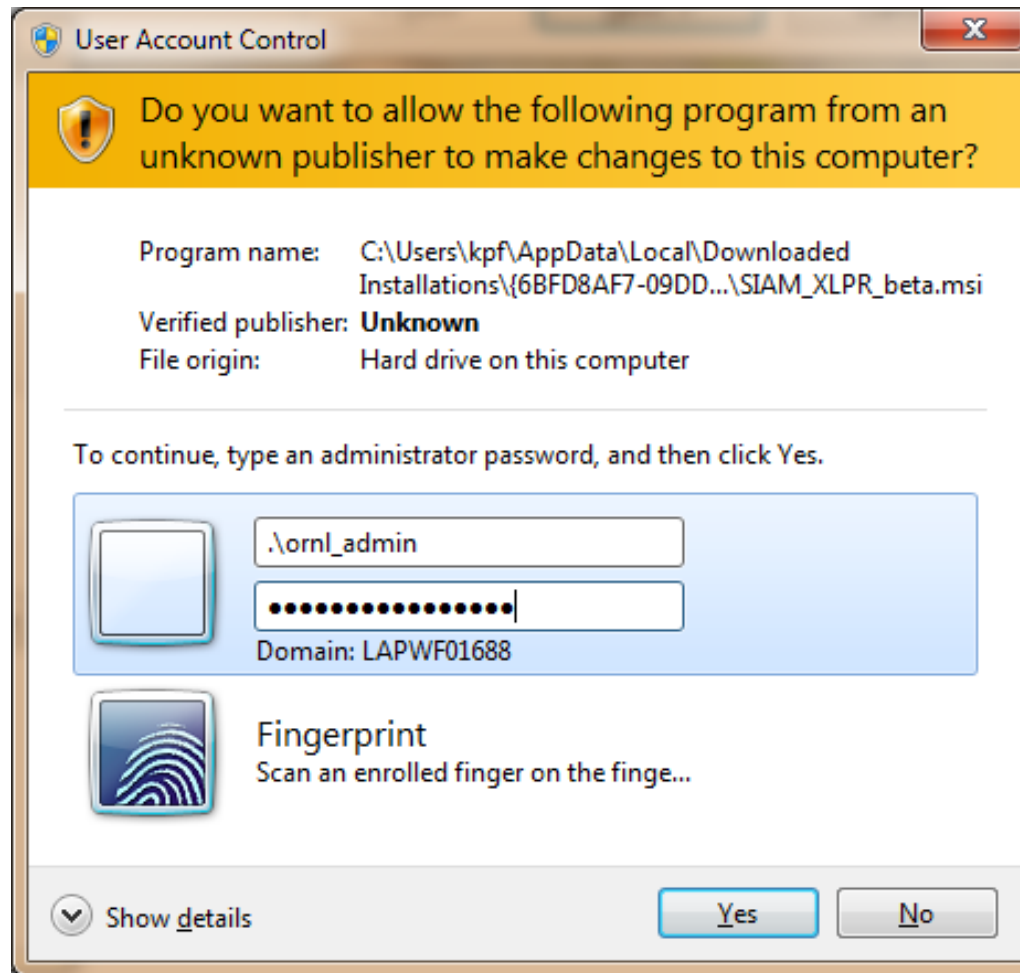 User Account Control
Do you want to allow the following program from an
unknown publisher to make changes to this computer?
Program name: C:\Users\kpf\AppData\Local\Downloaded
Installations\{6BFD8AF7-09DD...\SIAM_XLPR_beta.msi
Verified publisher: Unknown
File origin: Hard drive on this computer
To continue, type an administrator password, and then click Yes.
.\ornl_admin
••••••••••••••••
Domain: LAPWF01688
Fingerprint
Scan an enrolled finger on the finge...
Show details Yes No